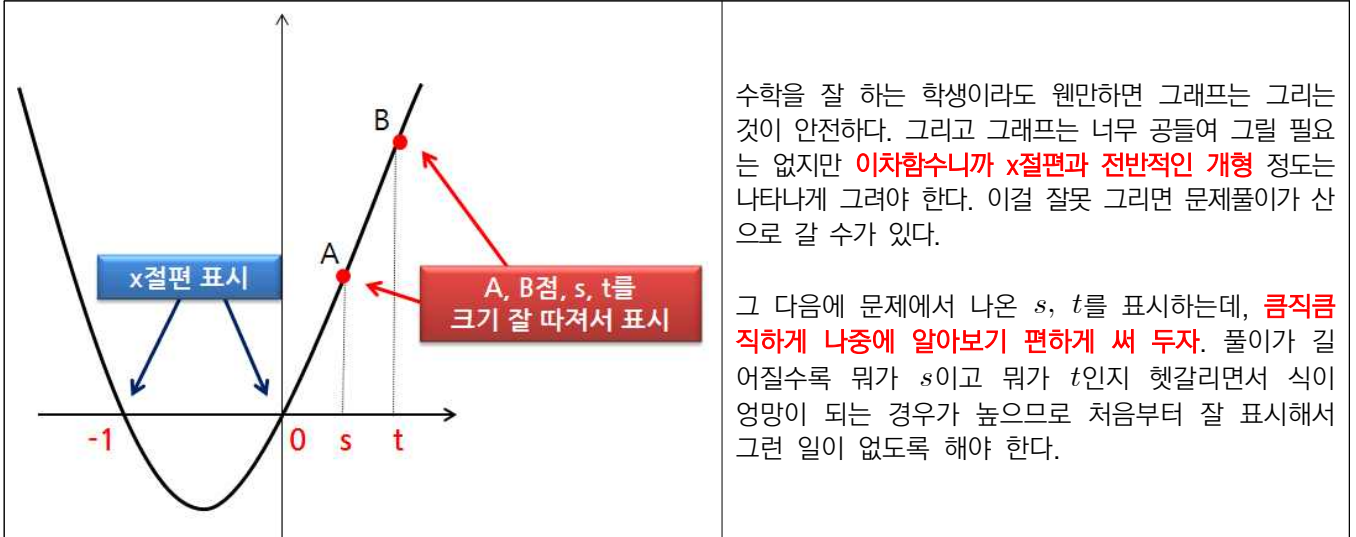 B
A
x절편 표시
A, B점, s, t를
크기 잘 따져서 표시
-1
0
s
t
수학을 잘 하는 학생이라도 웬만하면 그래프는 그리는
것이 안전하다. 그리고 그래프는 너무 공들여 그릴 필요
는 없지만 이차함수니까 x절편과 전반적인 개형 정도는
나타나게 그려야 한다. 이걸 잘못 그리면 문제풀이가 산
으로 갈 수가 있다.
그 다음에 문제에서 나온 s, t를 표시하는데, 큼직큼
직하게 나중에 알아보기 편하게 써 두자. 풀이가 길
어질수록 뭐가 s이고 뭐가 t인지 헷갈리면서 식이
엉망이 되는 경우가 높으므로 처음부터 잘 표시해서
그런 일이 없도록 해야 한다.